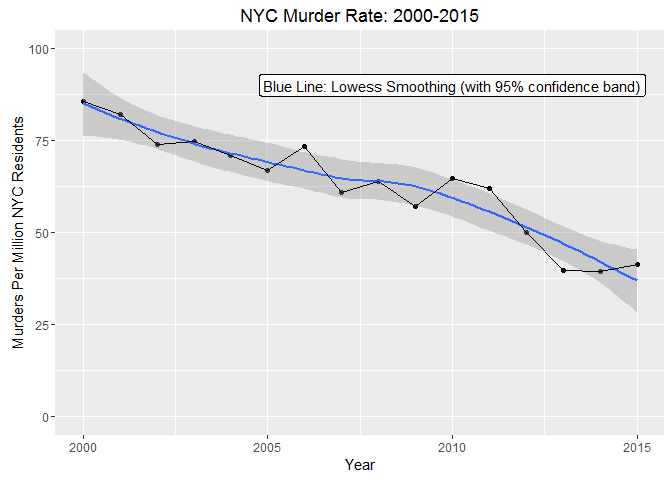 NYC Murder Rate: 2000-2015
100
Blue Line: Lowess Smoothing (with 95% confidence band)
75
50
25
0
Murders Per Million NYC Residents
2000 2005 2010 2015
Year